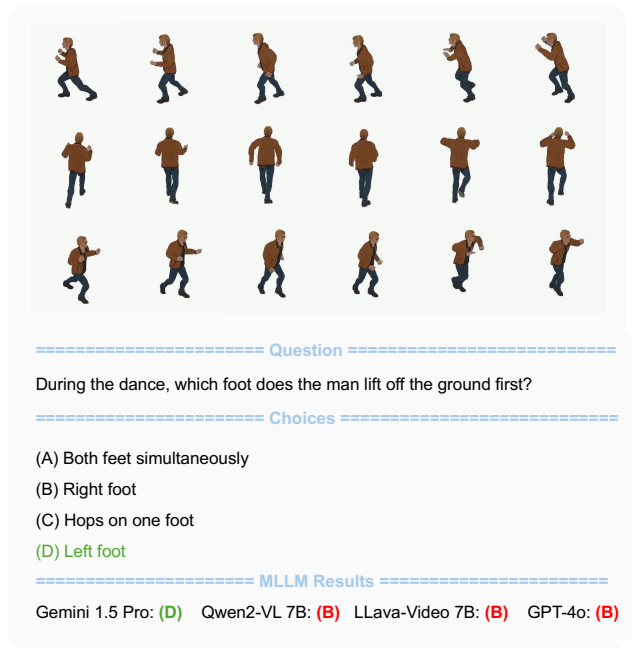 ======================= Question ===========================
During the dance, which foot does the man lift off the ground first?
======================= Choices ============================
(A) Both feet simultaneously
(B) Right foot
(C) Hops on one foot
(D) Left foot
====================== MLLM Results =======================
Gemini 1.5 Pro: (D) Qwen2-VL 7B: (B) LLava-Video 7B: (B) GPT-4o: (B)